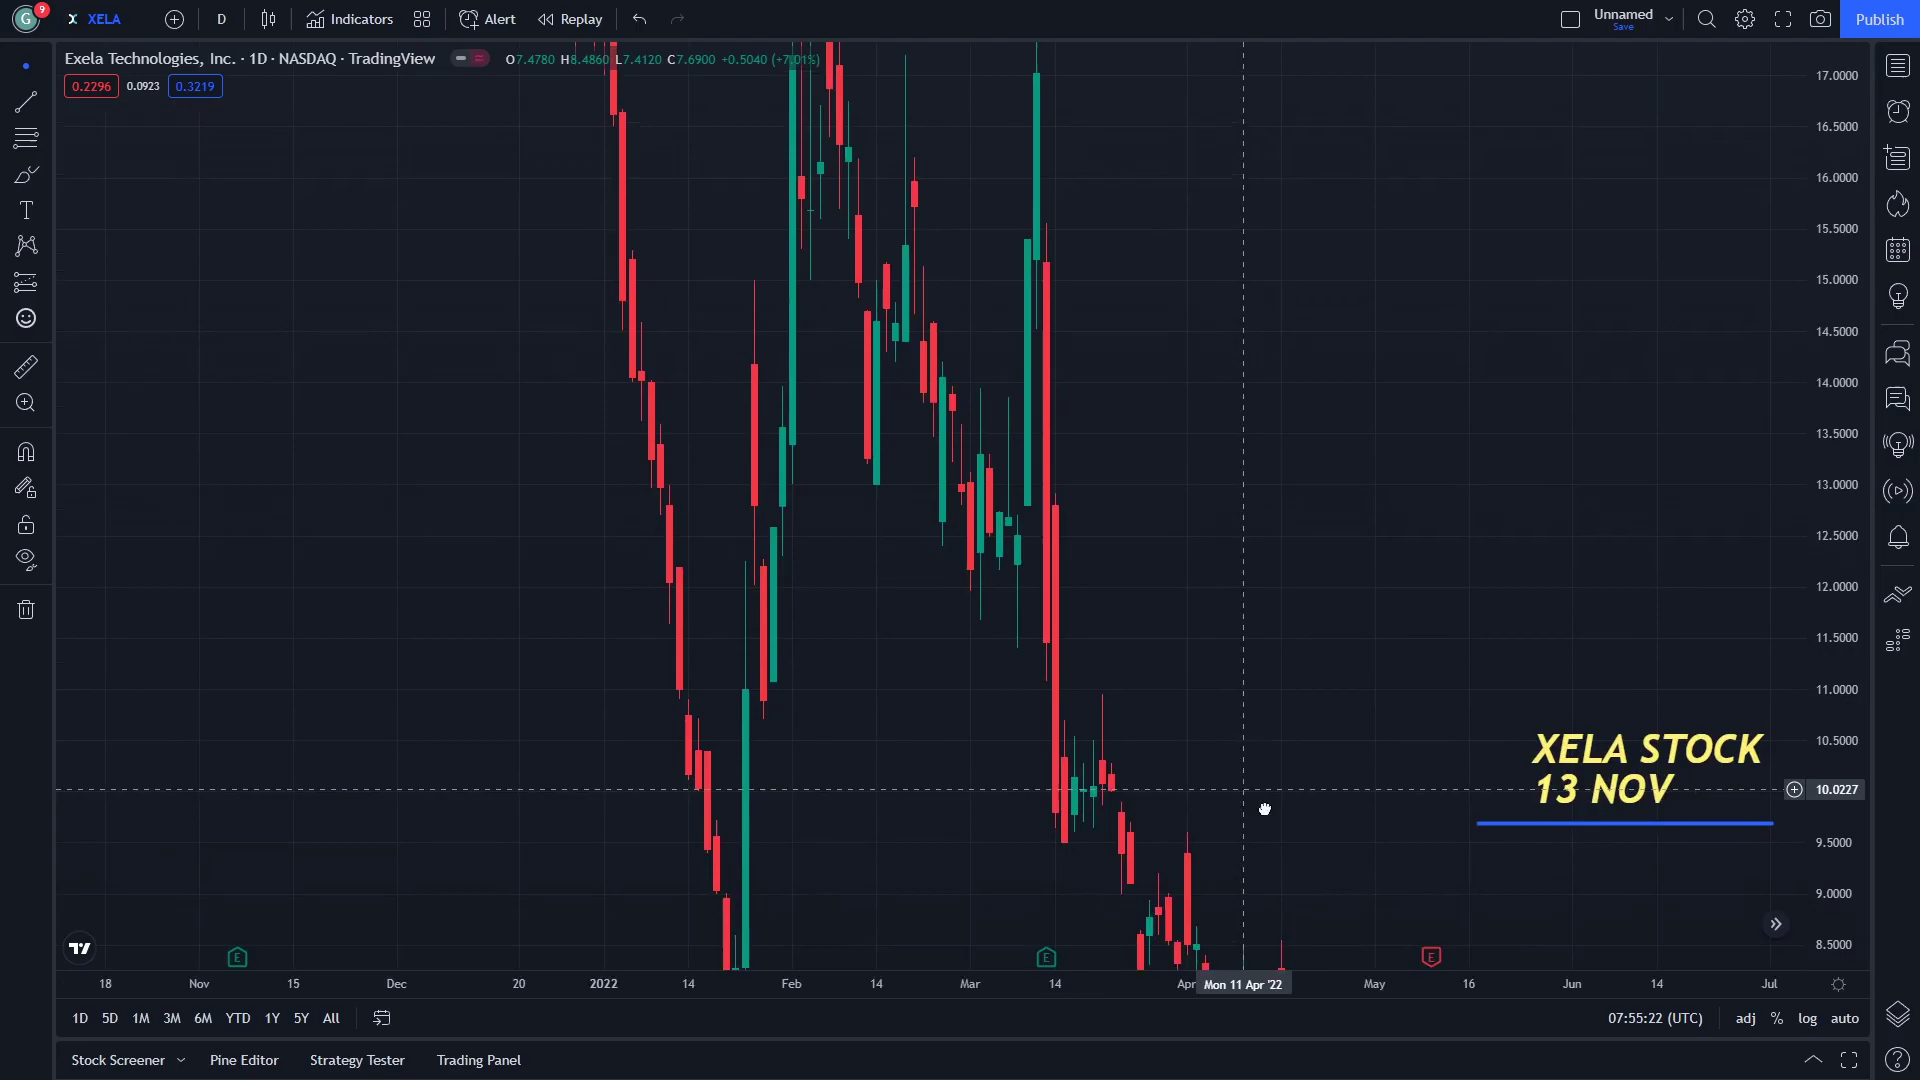 G 9 XELA D Indicators Alert Replay Unnamed Save Publish
Exela Technologies, Inc. · 1D · NASDAQ · TradingView O7.4780 H8.4860 L7.4120 C7.6900 +0.5040 (+7.01%)
0.2296 0.0923 0.3219
17.0000
16.5000
16.0000
15.5000
15.0000
14.5000
14.0000
13.5000
13.0000
12.5000
12.0000
11.5000
11.0000
10.5000
XELA STOCK
13 NOV
10.0227
9.5000
9.0000
8.5000
E E E
18 Nov 15 Dec 20 2022 14 Feb 14 Mar 14 Apr Mon 11 Apr '22 May 16 Jun 14 Jul
1D 5D 1M 3M 6M YTD 1Y 5Y All 07:55:22 (UTC) adj % log auto
Stock Screener Pine Editor Strategy Tester Trading Panel